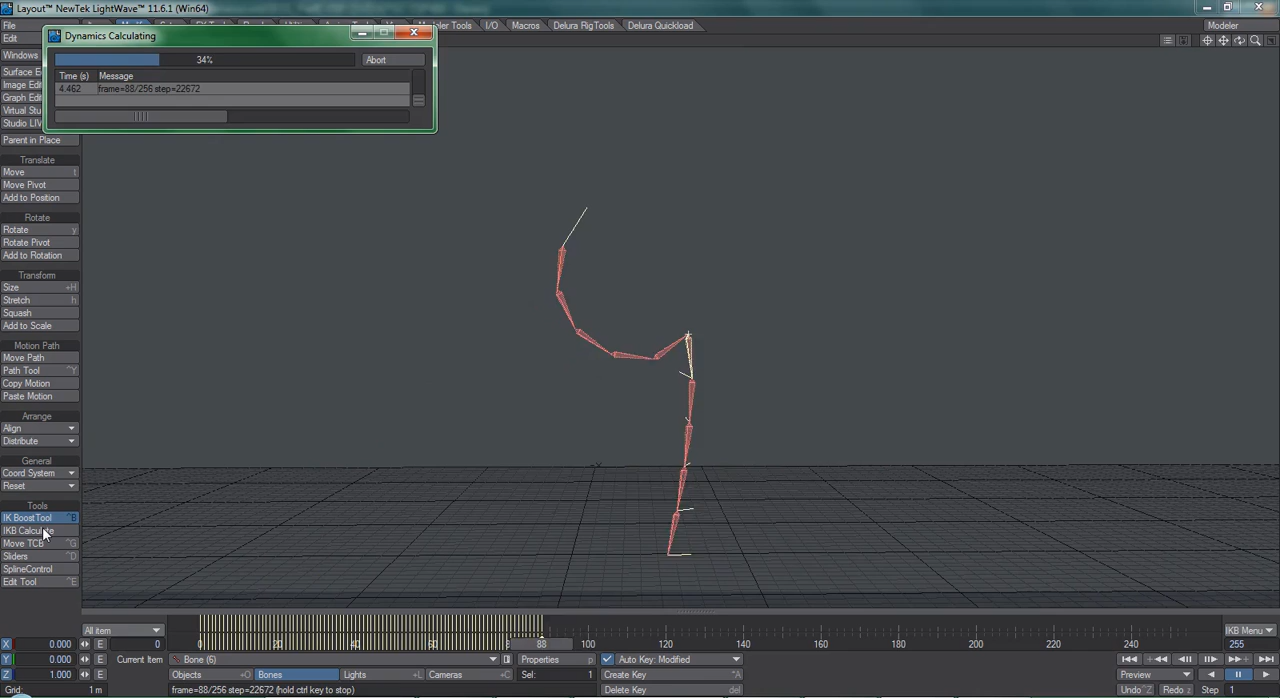 Layout™ NewTek LightWave™ 11.6.1 (Win64)
File
Edit
Windows
Modeler Tools
I/O
Delura RigTools
Macros
Delura Quickload
Modeler
Dynamics Calculating
34%
Abort
Time (s) Message
4.462 frame=88/256 step=22672
Parent in Place
Translate
Move t
Move Pivot
Add to Position
Rotate
Rotate y
Rotate Pivot
Add to Rotation
Transform
Size +H
Stretch h
Squash
Add to Scale
Motion Path
Move Path
Path Tool ^Y
Copy Motion
Paste Motion
Arrange
Align
Distribute
General
Coord System
Reset
Tools
IK BoostTool ^B
IKB Calculate
Move TCB ^G
Sliders ^D
SplineControl
Edit Tool ^E
All item
0
88 100 120 140 160 180 200 220 240
IKB Menu
X 0.000 E 0
255
Y 0.000 E Current Item Bone (6) Properties p Auto Key: Modified
Z 1.000 E Objects +O Bones Lights +L Cameras +C Sel: 1 Create Key ^A Preview
Grid: 1 m frame=88/256 step=22672 (hold ctrl key to stop) Delete Key del Undo ^Z Redo z Step 1